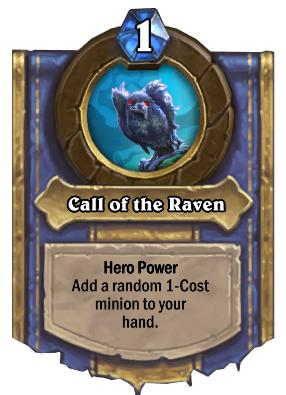 1
Call of the Raven
Hero Power
Add a random 1-Cost
minion to your
hand.